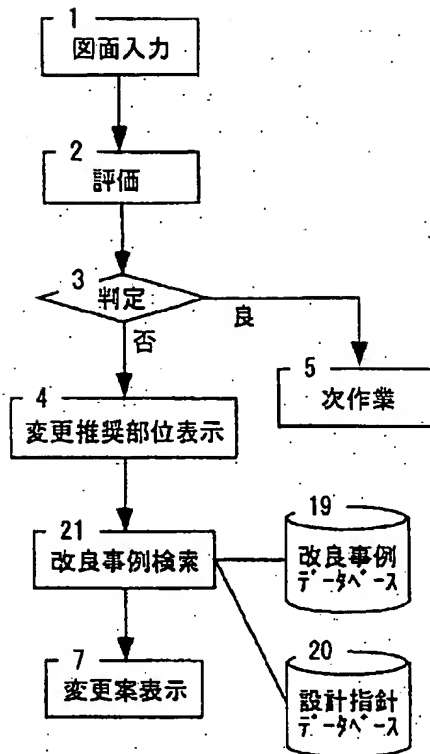 1
図面入力
2
評価
3
判定
良
否
5
次作業
4
変更推奨部位表示
21
改良事例検索
19
改良事例
データベース
7
変更案表示
20
設計指針
データベース